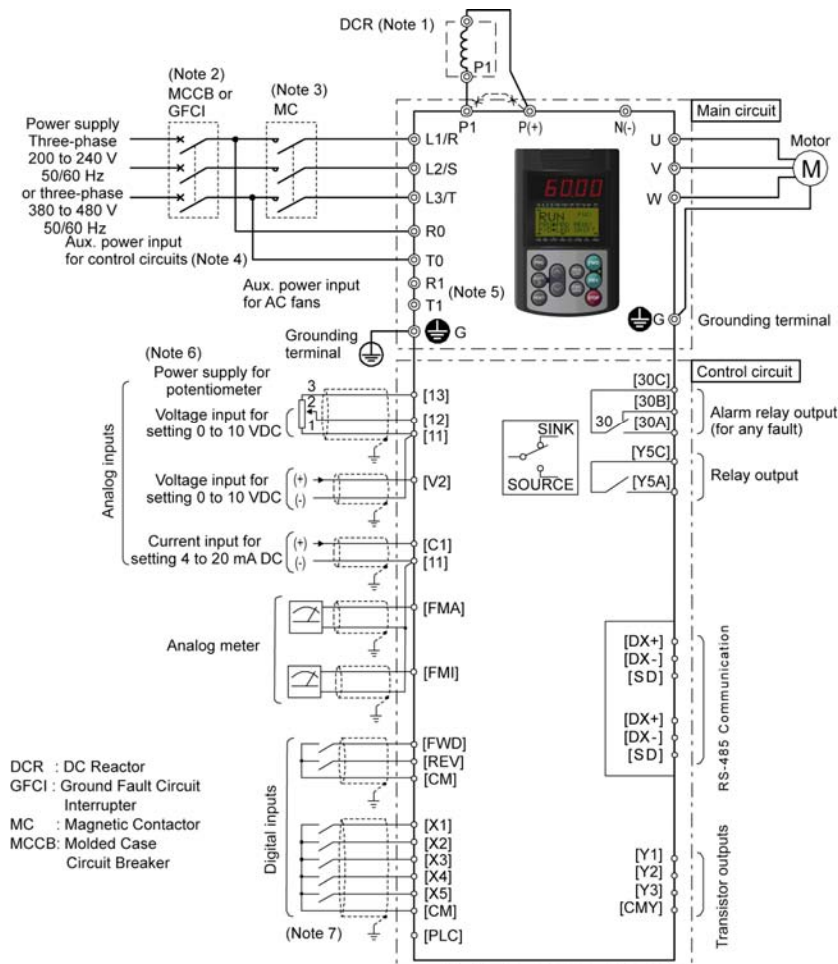 DCR (Note 1)
P1
(Note 2)
MCCB or
GFCI
(Note 3)
MC
Power supply
Three-phase
200 to 240 V
50/60 Hz
or three-phase
380 to 480 V
50/60 Hz
Aux. power input
for control circuits (Note 4)
Aux. power input
for AC fans
(Note 5)
P1
P(+)
N(-)
Main circuit
L1/R
L2/S
L3/T
R0
T0
R1
T1
G
Grounding
terminal
U
V
W
Motor
M
60.00
RUN
G
Grounding terminal
Control circuit
(Note 6)
Power supply for
potentiometer
3
2
1
Voltage input for
setting 0 to 10 VDC
[13]
[12]
[11]
Voltage input for
setting 0 to 10 VDC
(+)
(-)
[V2]
Current input for
setting 4 to 20 mA DC
(+)
(-)
[C1]
[11]
Analog inputs
Analog meter
[FMA]
[FMI]
Digital inputs
[FWD]
[REV]
[CM]
[X1]
[X2]
[X3]
[X4]
[X5]
[CM]
(Note 7)
[PLC]
SINK
SOURCE
[30C]
[30B]
30
[30A]
Alarm relay output
(for any fault)
[Y5C]
[Y5A]
Relay output
[DX+]
[DX-]
[SD]
[DX+]
[DX-]
[SD]
RS-485 Communication
[Y1]
[Y2]
[Y3]
[CMY]
Transistor outputs
DCR : DC Reactor
GFCI : Ground Fault Circuit
Interrupter
MC : Magnetic Contactor
MCCB: Molded Case
Circuit Breaker